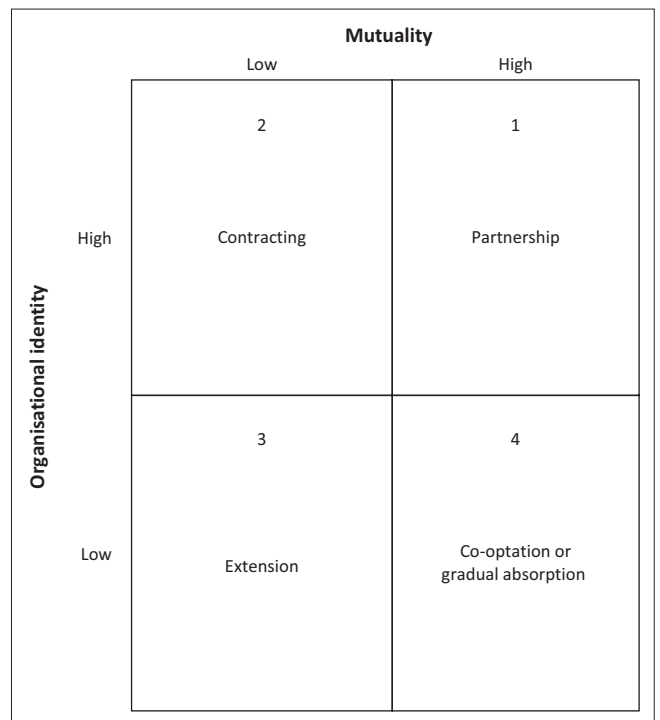 Mutuality
Low
High
2
1
High
Contracting
Partnership
Organisational identity
3
4
Low
Extension
Co-optation or
gradual absorption